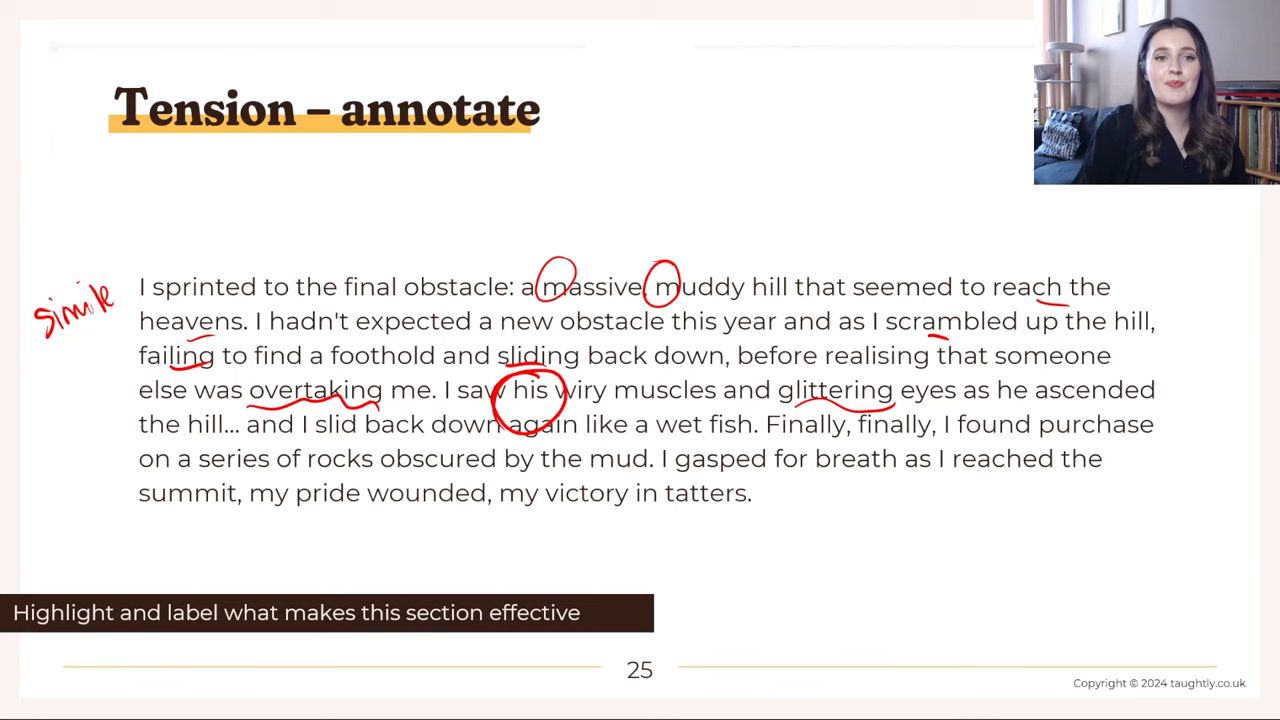 Tension – annotate
simile
I sprinted to the final obstacle: a massive, muddy hill that seemed to reach the
heavens. I hadn't expected a new obstacle this year and as I scrambled up the hill,
failing to find a foothold and sliding back down, before realising that someone
else was overtaking me. I saw his wiry muscles and glittering eyes as he ascended
the hill... and I slid back down again like a wet fish. Finally, finally, I found purchase
on a series of rocks obscured by the mud. I gasped for breath as I reached the
summit, my pride wounded, my victory in tatters.
Highlight and label what makes this section effective
25
Copyright © 2024 taughtly.co.uk